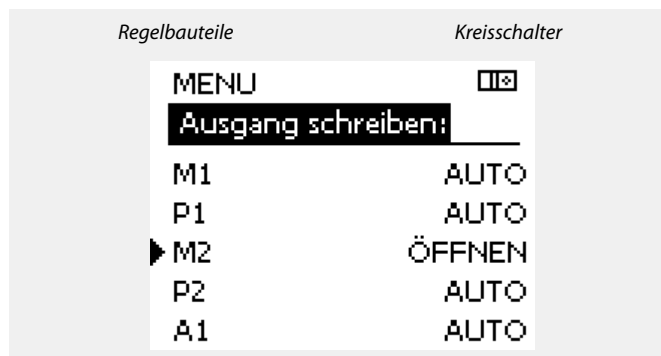 Regelbauteile Kreisschalter
MENU
Ausgang schreiben:
M1 AUTO
P1 AUTO
M2 ÖFFNEN
P2 AUTO
A1 AUTO